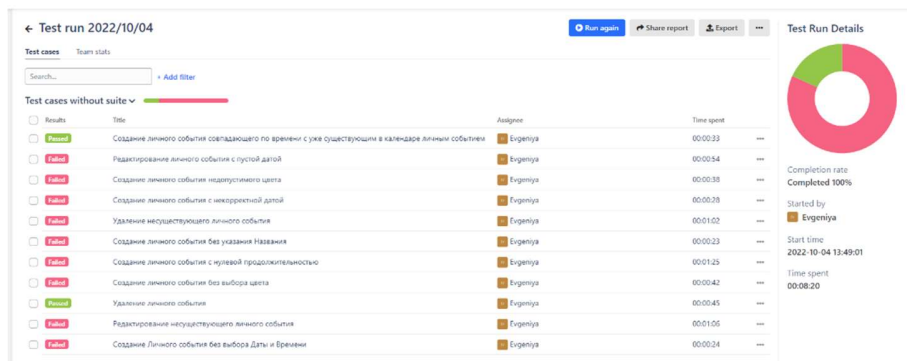 ← Test run 2022/10/04
Run again
Share report
Export
Test cases Team stats
Search...
+ Add filter
Test cases without suite
Results Title Assignee Time spent
Passed Создание личного события совпадающего по времени с уже существующим в календаре личным событием Evgeniya 00:00:33
Failed Редактирование личного события с пустой датой Evgeniya 00:00:54
Failed Создание личного события недопустимого цвета Evgeniya 00:00:38
Failed Создание личного события с некорректной датой Evgeniya 00:00:28
Failed Удаление несуществующего личного события Evgeniya 00:01:02
Failed Создание личного события без указания Названия Evgeniya 00:00:23
Failed Создание личного события с нулевой продолжительностью Evgeniya 00:01:25
Failed Создание личного события без выбора цвета Evgeniya 00:00:42
Passed Удаление личного события Evgeniya 00:00:45
Failed Редактирование несуществующего личного события Evgeniya 00:01:06
Failed Создание Личного события без выбора Даты и Времени Evgeniya 00:00:24
Test Run Details
Completion rate
Completed 100%
Started by
Evgeniya
Start time
2022-10-04 13:49:01
Time spent
00:08:20